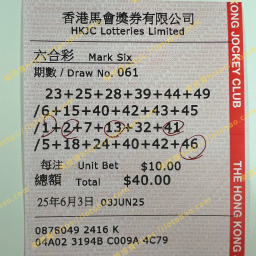 香港馬會獎券有限公司
HKJC Lotteries Limited
六合彩 Mark Six
期數 / Draw No. 061
23+25+28+39+44+49
/6+15+40+42+43+45
/1+2+7+13+32+41
/5+18+24+40+42+46
每注 Unit Bet $10.00
總額 Total $40.00
25年6月3日 03JUN25
0876049 2416 K
04A02 3194B C009A 4C79
KONG JOCKEY CLUB
THE HONG KONG